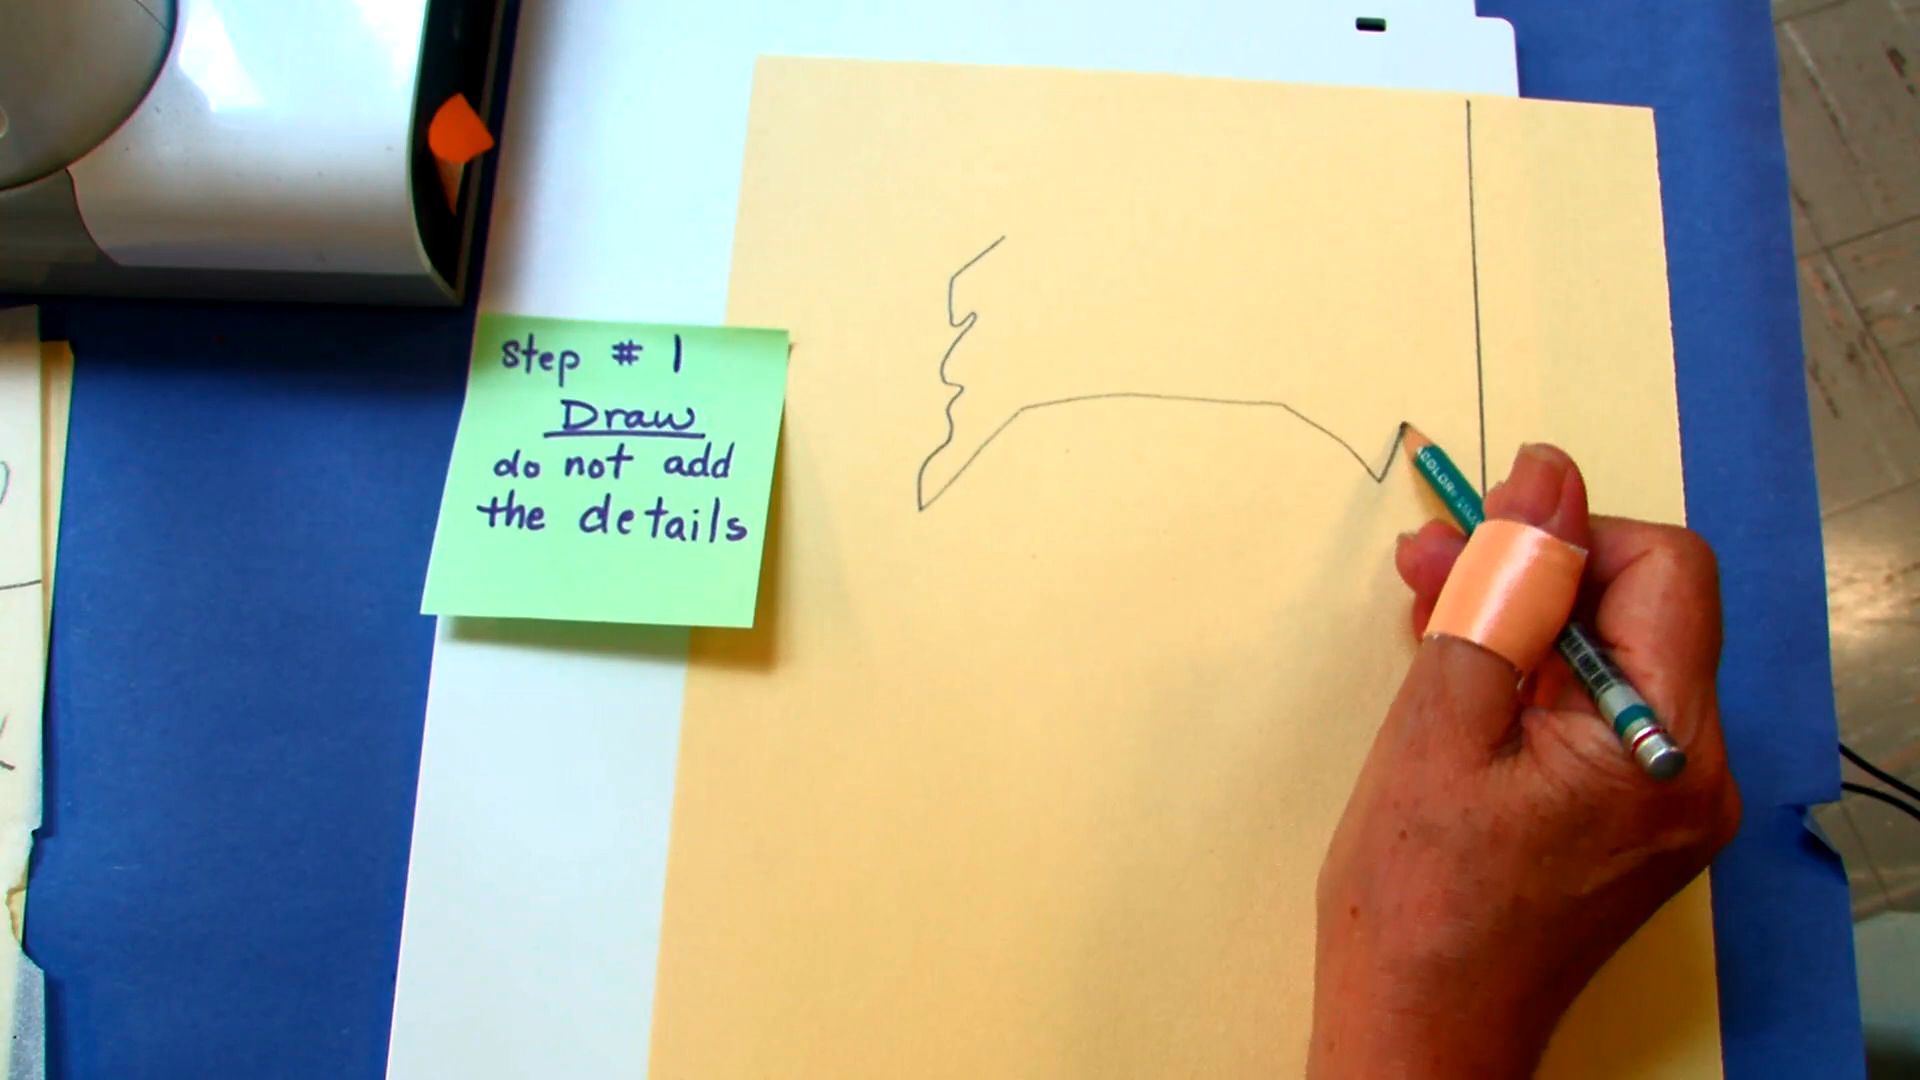 step # 1
Draw
do not add
the details